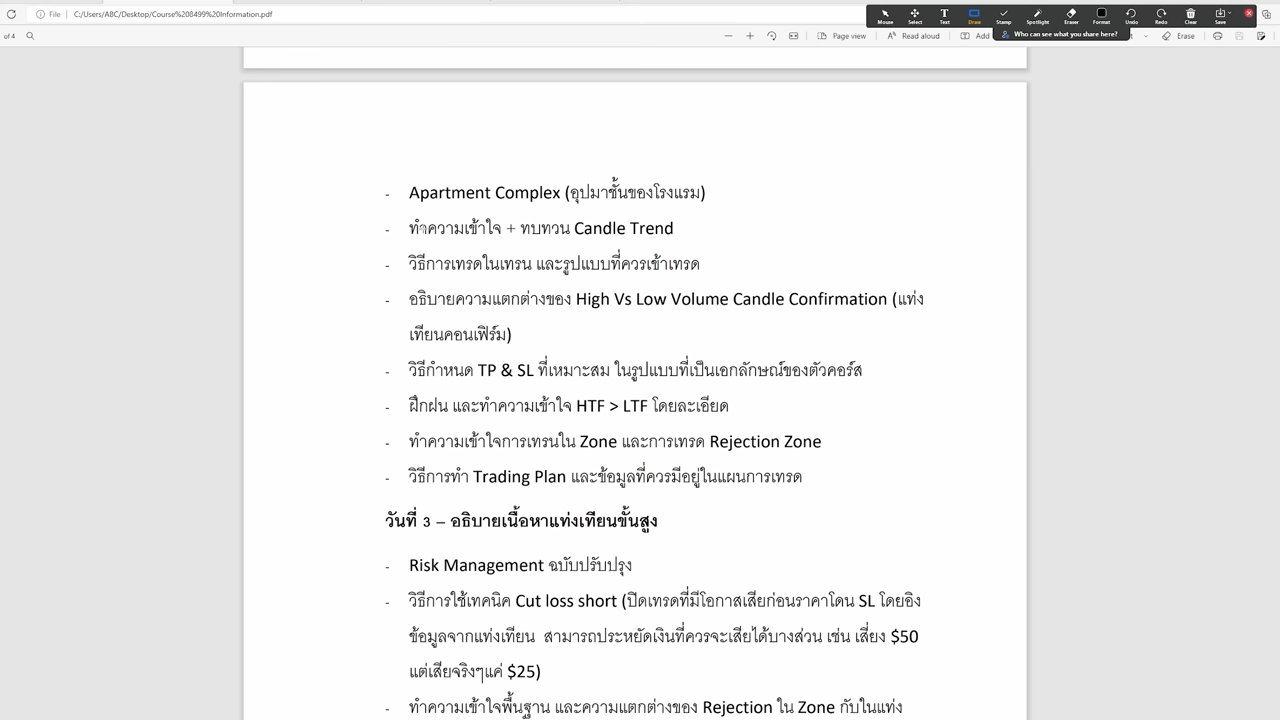 File C:/Users/ABC/Desktop/Course%208499%20Information.pdf
Mouse Select Text Draw Stamp Spotlight Eraser Format Undo Redo Clear Save
Who can see what you share here?
of 4 Page view Read aloud Add Erase
- Apartment Complex (อุปมาชั้นของโรงแรม)
- ทำความเข้าใจ + ทบทวน Candle Trend
- วิธีการเทรดในเทรน และรูปแบบที่ควรเข้าเทรด
- อธิบายความแตกต่างของ High Vs Low Volume Candle Confirmation (แท่ง
เทียนคอนเฟิร์ม)
- วิธีกำหนด TP & SL ที่เหมาะสม ในรูปแบบที่เป็นเอกลักษณ์ของตัวคอร์ส
- ฝึกฝน และทำความเข้าใจ HTF > LTF โดยละเอียด
- ทำความเข้าใจการเทรนใน Zone และการเทรด Rejection Zone
- วิธีการทำ Trading Plan และข้อมูลที่ควรมีอยู่ในแผนการเทรด
วันที่ 3 – อธิบายเนื้อหาแท่งเทียนขั้นสูง
- Risk Management ฉบับปรับปรุง
- วิธีการใช้เทคนิค Cut loss short (ปิดเทรดที่มีโอกาสเสียก่อนราคาโดน SL โดยอิง
ข้อมูลจากแท่งเทียน สามารถประหยัดเงินที่ควรจะเสียได้บางส่วน เช่น เสี่ยง $50
แต่เสียจริงๆแค่ $25)
- ทำความเข้าใจพื้นฐาน และความแตกต่างของ Rejection ใน Zone กับในแท่ง